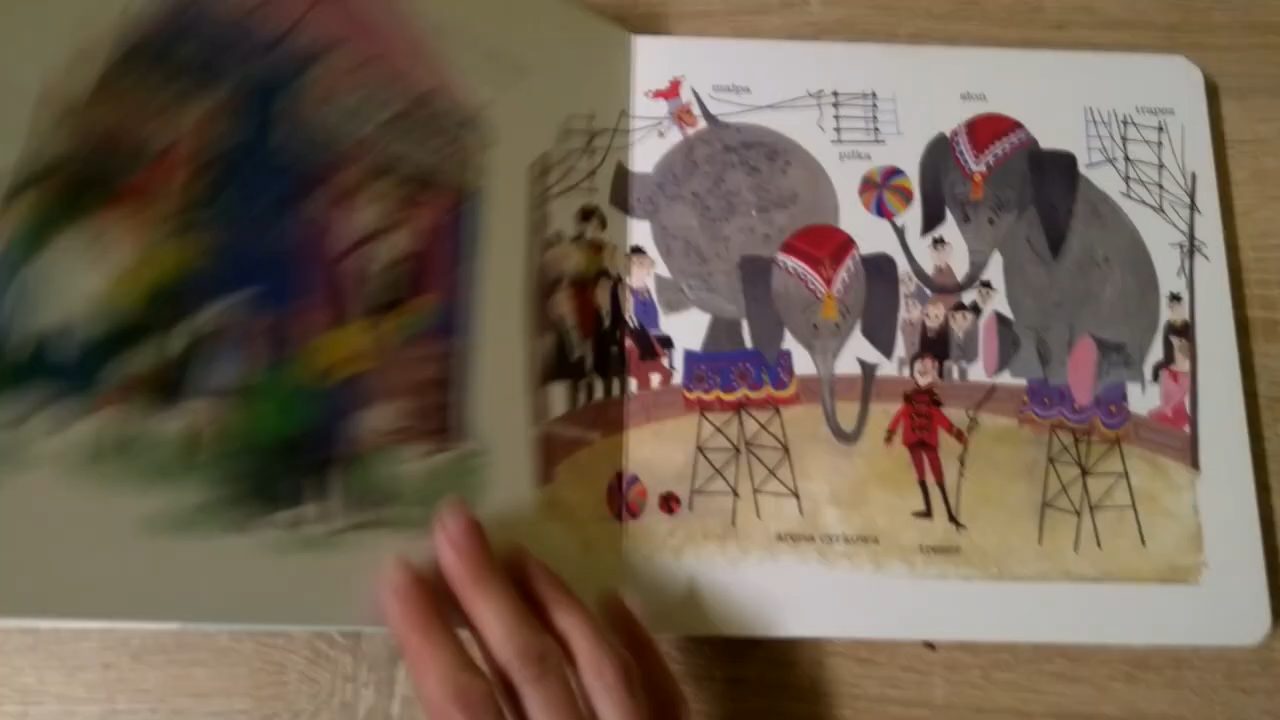 małpa
słoń
trapez
piłka
arena cyrkowa
treser